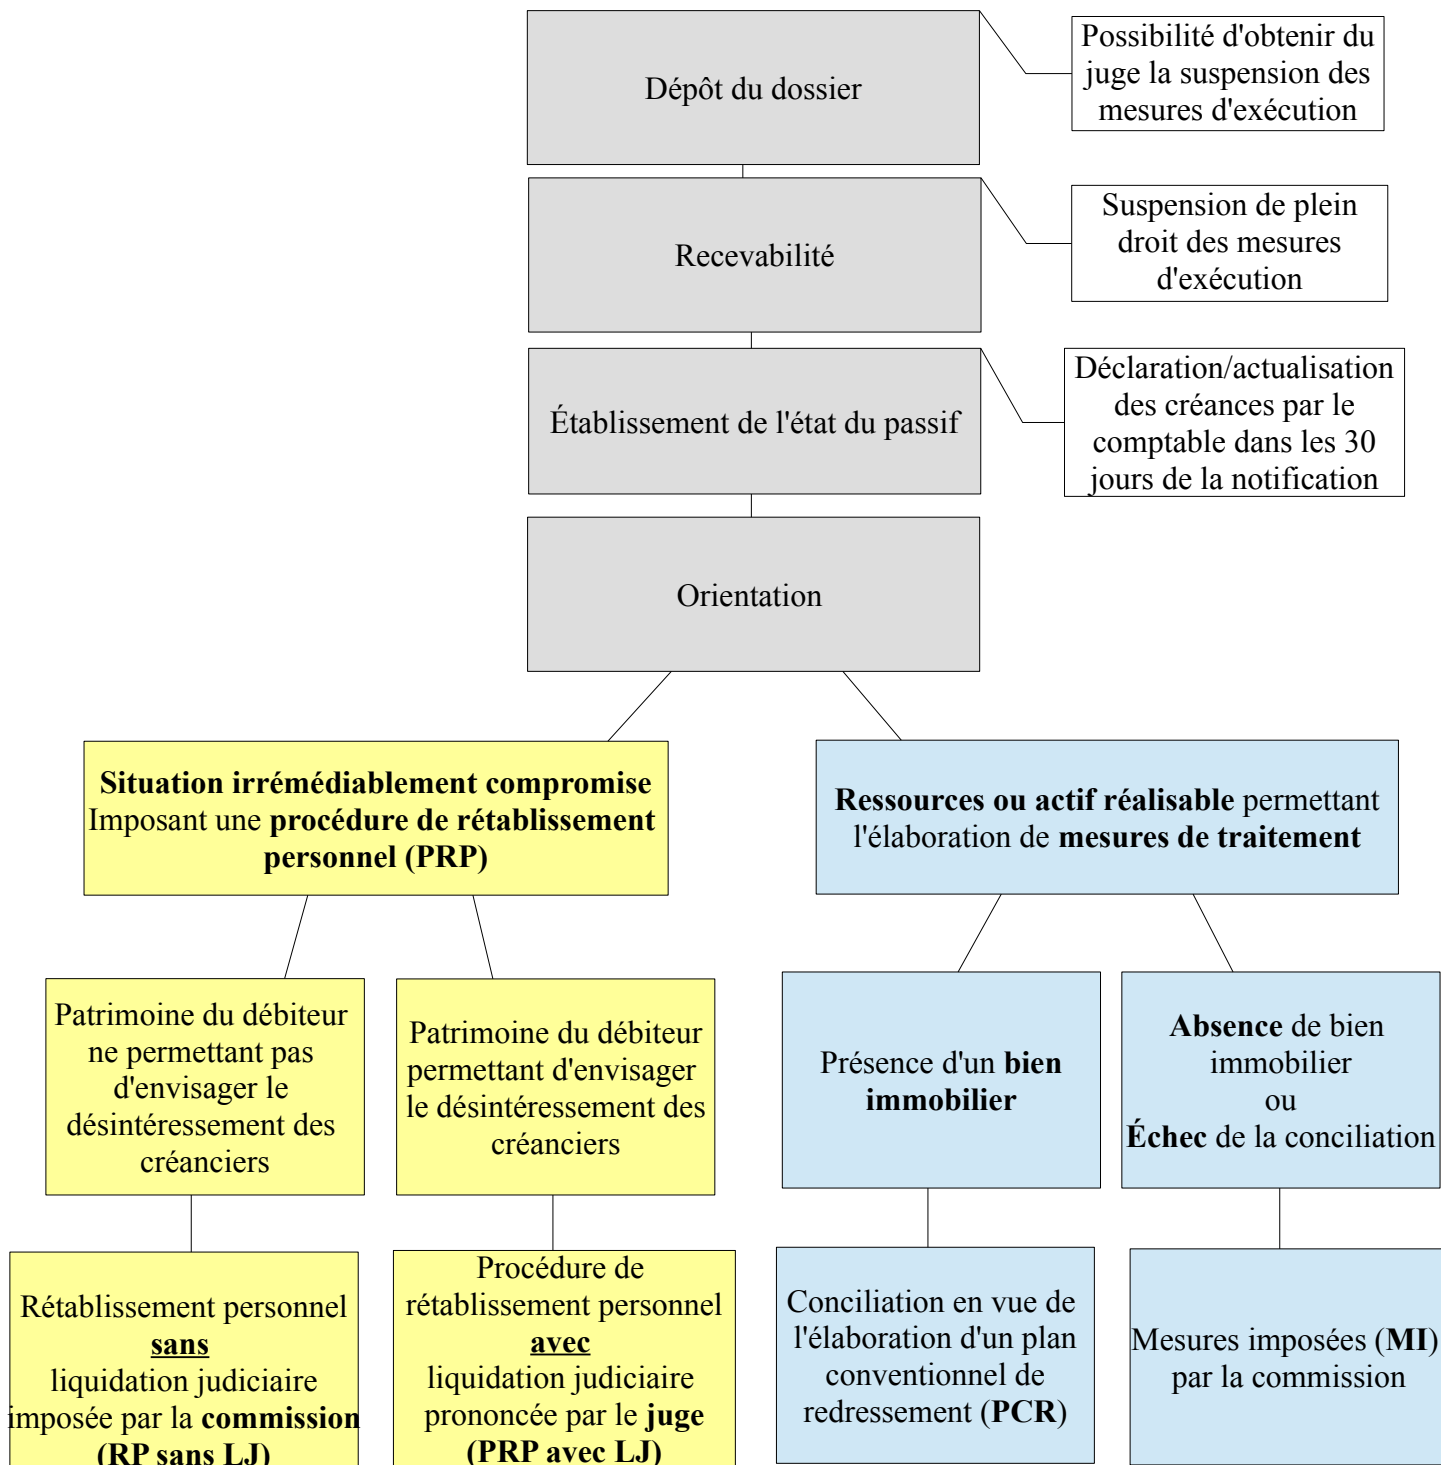 Dépôt du dossier
Possibilité d'obtenir du
juge la suspension des
mesures d'exécution
Recevabilité
Suspension de plein
droit des mesures
d'exécution
Établissement de l'état du passif
Déclaration/actualisation
des créances par le
comptable dans les 30
jours de la notification
Orientation
Situation irrémédiablement compromise
Imposant une procédure de rétablissement
personnel (PRP)
Ressources ou actif réalisable permettant
l'élaboration de mesures de traitement
Patrimoine du débiteur
ne permettant pas
d'envisager le
désintéressement des
créanciers
Patrimoine du débiteur
permettant d'envisager
le désintéressement des
créanciers
Présence d'un bien
immobilier
Absence de bien
immobilier
ou
Échec de la conciliation
Rétablissement personnel
sans
liquidation judiciaire
imposée par la commission
(RP sans LJ)
Procédure de
rétablissement personnel
avec
liquidation judiciaire
prononcée par le juge
(PRP avec LJ)
Conciliation en vue de
l'élaboration d'un plan
conventionnel de
redressement (PCR)
Mesures imposées (MI)
par la commission